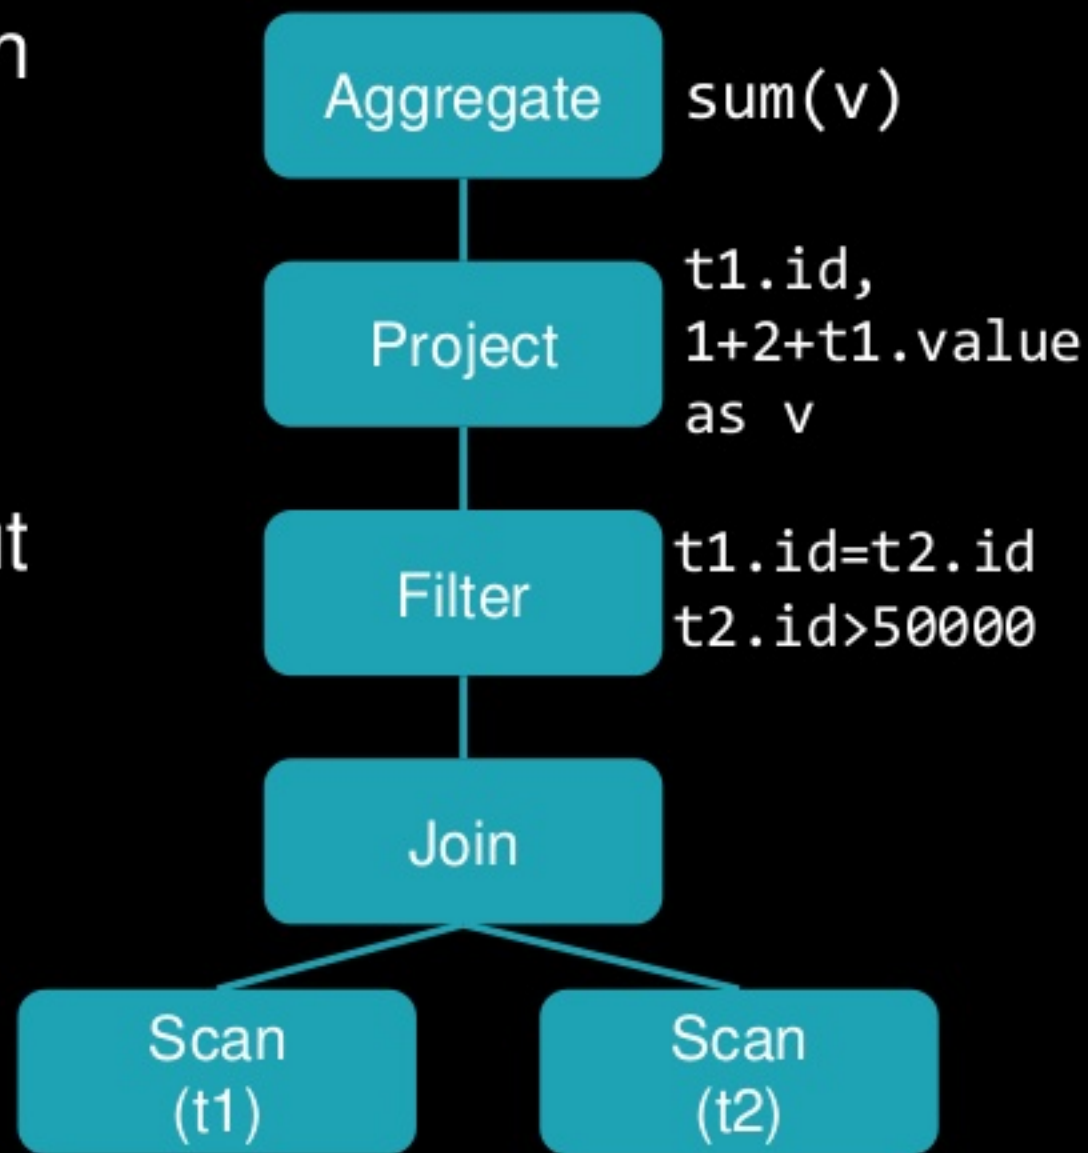 n
Aggregate
sum(v)
Project
t1.id,
1+2+t1.value
as v
ut
Filter
t1.id=t2.id
t2.id>50000
Join
Scan
(t1)
Scan
(t2)